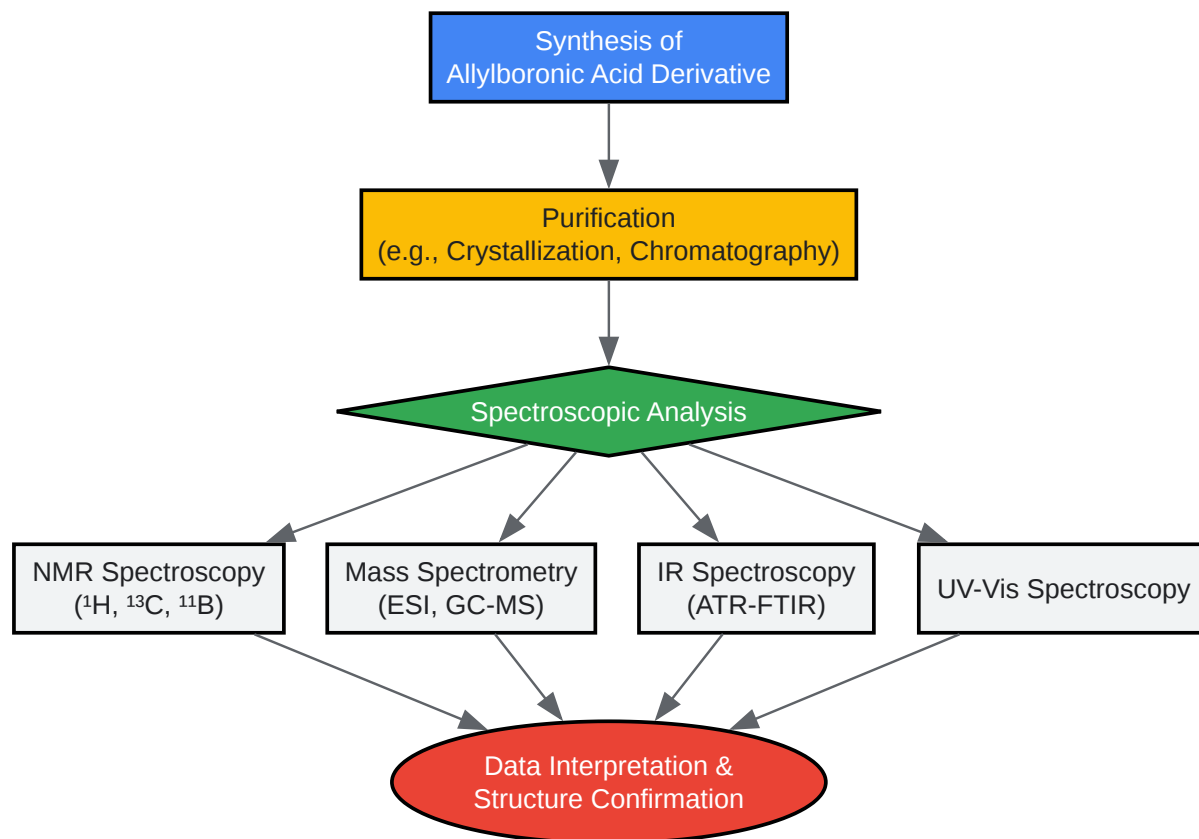 Synthesis of
Allylboronic Acid Derivative
Purification
(e.g., Crystallization, Chromatography)
Spectroscopic Analysis
NMR Spectroscopy
(¹H, ¹³C, ¹¹B)
Mass Spectrometry
(ESI, GC-MS)
IR Spectroscopy
(ATR-FTIR)
UV-Vis Spectroscopy
Data Interpretation &
Structure Confirmation